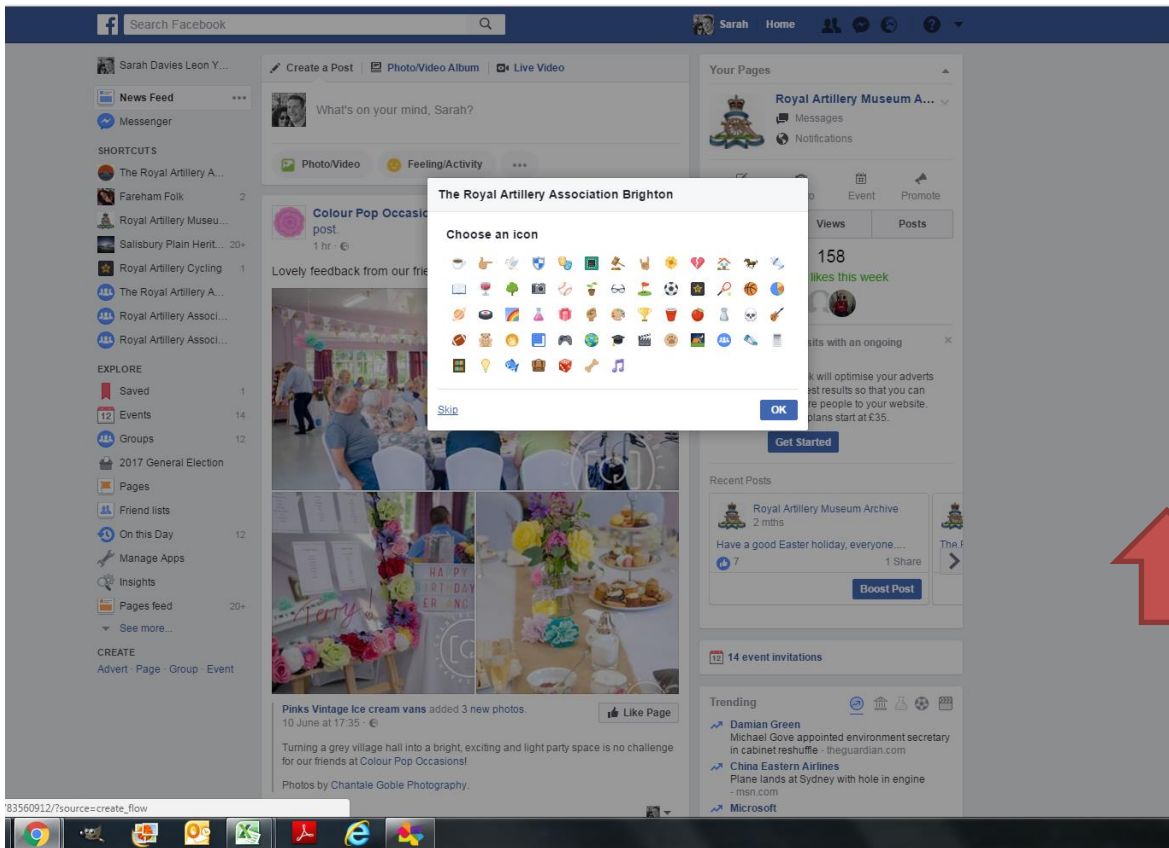 Search Facebook
Sarah Home
Sarah Davies Leon Y...
News Feed
Messenger
SHORTCUTS
The Royal Artillery A...
Fareham Folk 2
Royal Artillery Museu...
Salisbury Plain Herit... 20+
Royal Artillery Cycling 1
The Royal Artillery A...
Royal Artillery Associ...
Royal Artillery Associ...
EXPLORE
Saved 1
12 Events 14
Groups 12
2017 General Election
Pages
Friend lists
On this Day 12
Manage Apps
Insights
Pages feed 20+
See more...
CREATE
Advert · Page · Group · Event
Create a Post Photo/Video Album Live Video
What's on your mind, Sarah?
Photo/Video Feeling/Activity
Colour Pop Occasio
post.
1 hr ·
Lovely feedback from our frie
The Royal Artillery Association Brighton
Choose an icon
Skip
OK
HAPPY
BIRTHDAY
Terry!
Pinks Vintage Ice cream vans added 3 new photos.
10 June at 17:35 ·
Like Page
Turning a grey village hall into a bright, exciting and light party space is no challenge
for our friends at Colour Pop Occasions!
Photos by Chantale Goble Photography.
Your Pages
Royal Artillery Museum A...
Messages
Notifications
Event Promote
Views Posts
158
likes this week
sits with an ongoing
k will optimise your adverts
est results so that you can
re people to your website.
plans start at £35.
Get Started
Recent Posts
Royal Artillery Museum Archive
2 mths
Have a good Easter holiday, everyone....
7 1 Share
Boost Post
12 14 event invitations
Trending
Damian Green
Michael Gove appointed environment secretary
in cabinet reshuffle - theguardian.com
China Eastern Airlines
Plane lands at Sydney with hole in engine
- msn.com
Microsoft
783560912/?source=create_flow